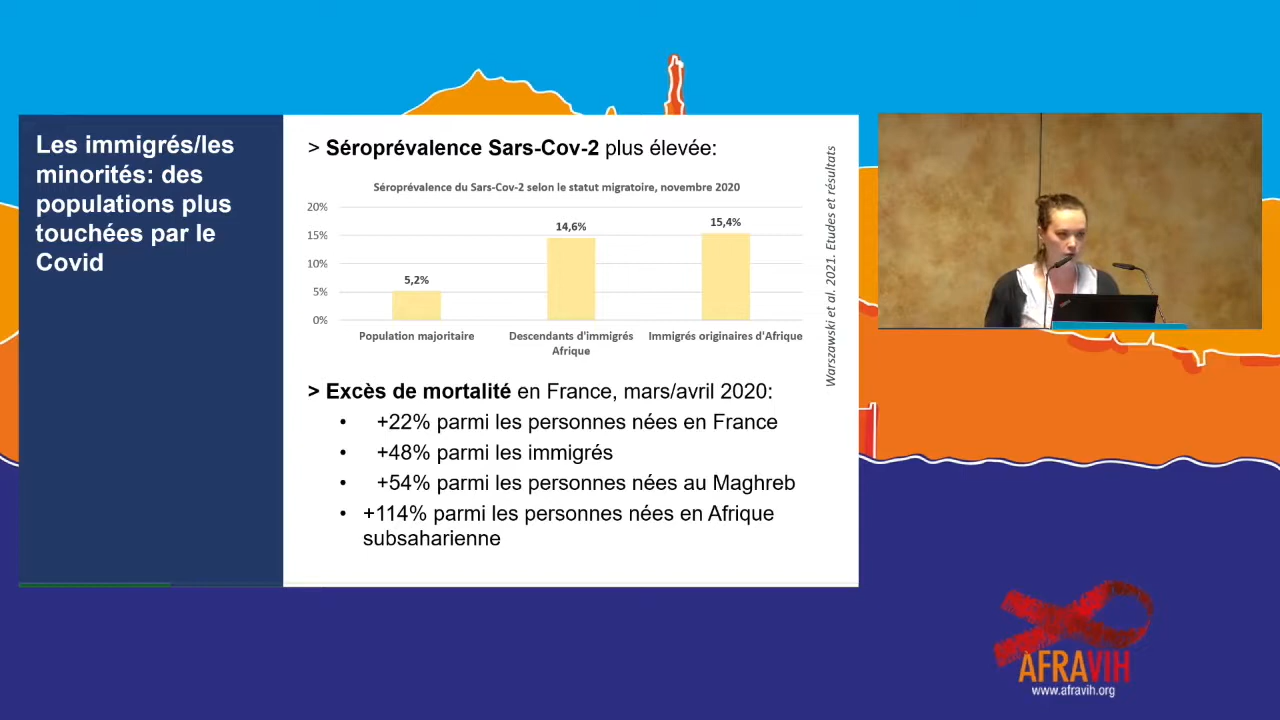 Les immigrés/les
minorités: des
populations plus
touchées par le
Covid
> Séroprévalence Sars-Cov-2 plus élevée:
Séroprévalence du Sars-Cov-2 selon le statut migratoire, novembre 2020
20%
15%
10%
5%
0%
5,2%
14,6%
15,4%
Population majoritaire
Descendants d'immigrés
Afrique
Immigrés originaires d'Afrique
Warszawski et al. 2021. Etudes et résultats
> Excès de mortalité en France, mars/avril 2020:
• +22% parmi les personnes nées en France
• +48% parmi les immigrés
• +54% parmi les personnes nées au Maghreb
• +114% parmi les personnes nées en Afrique
subsaharienne
AFRAVIH
www.afravih.org